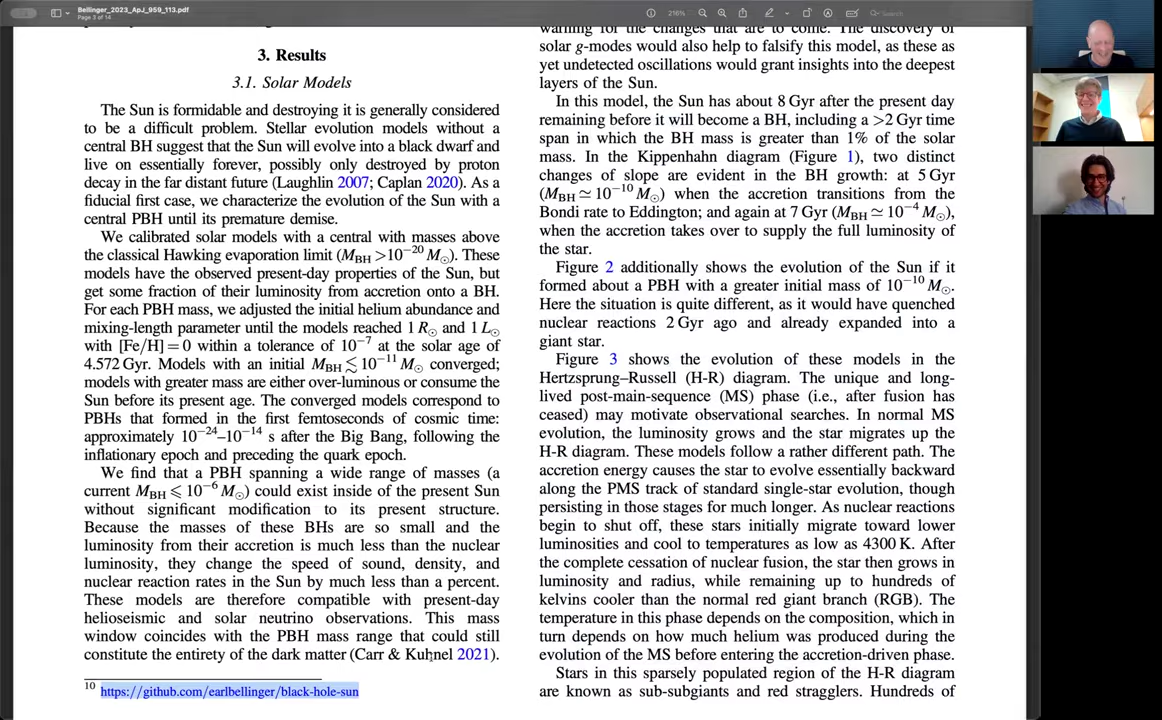 Bellinger_2023_ApJ_959_113.pdf
Page 3 of 14
216%
Search
3. Results
3.1. Solar Models
The Sun is formidable and destroying it is generally considered
to be a difficult problem. Stellar evolution models without a
central BH suggest that the Sun will evolve into a black dwarf and
live on essentially forever, possibly only destroyed by proton
decay in the far distant future (Laughlin 2007; Caplan 2020). As a
fiducial first case, we characterize the evolution of the Sun with a
central PBH until its premature demise.
We calibrated solar models with a central with masses above
the classical Hawking evaporation limit (M_BH >10^−20 M_⊙). These
models have the observed present-day properties of the Sun, but
get some fraction of their luminosity from accretion onto a BH.
For each PBH mass, we adjusted the initial helium abundance and
mixing-length parameter until the models reached 1 R_⊙ and 1 L_⊙
with [Fe/H] = 0 within a tolerance of 10^−7 at the solar age of
4.572 Gyr. Models with an initial M_BH ≲ 10^−11 M_⊙ converged;
models with greater mass are either over-luminous or consume the
Sun before its present age. The converged models correspond to
PBHs that formed in the first femtoseconds of cosmic time:
approximately 10^−24–10^−14 s after the Big Bang, following the
inflationary epoch and preceding the quark epoch.
We find that a PBH spanning a wide range of masses (a
current M_BH ⩽ 10^−6 M_⊙) could exist inside of the present Sun
without significant modification to its present structure.
Because the masses of these BHs are so small and the
luminosity from their accretion is much less than the nuclear
luminosity, they change the speed of sound, density, and
nuclear reaction rates in the Sun by much less than a percent.
These models are therefore compatible with present-day
helioseismic and solar neutrino observations. This mass
window coincides with the PBH mass range that could still
constitute the entirety of the dark matter (Carr & Kuhnel 2021).
10 https://github.com/earlbellinger/black-hole-sun
warning for the changes that are to come. The discovery of
solar g-modes would also help to falsify this model, as these as
yet undetected oscillations would grant insights into the deepest
layers of the Sun.
In this model, the Sun has about 8 Gyr after the present day
remaining before it will become a BH, including a >2 Gyr time
span in which the BH mass is greater than 1% of the solar
mass. In the Kippenhahn diagram (Figure 1), two distinct
changes of slope are evident in the BH growth: at 5 Gyr
(M_BH ≃ 10^−10 M_⊙) when the accretion transitions from the
Bondi rate to Eddington; and again at 7 Gyr (M_BH ≃ 10^−4 M_⊙),
when the accretion takes over to supply the full luminosity of
the star.
Figure 2 additionally shows the evolution of the Sun if it
formed about a PBH with a greater initial mass of 10^−10 M_⊙.
Here the situation is quite different, as it would have quenched
nuclear reactions 2 Gyr ago and already expanded into a
giant star.
Figure 3 shows the evolution of these models in the
Hertzsprung–Russell (H-R) diagram. The unique and long-
lived post-main-sequence (MS) phase (i.e., after fusion has
ceased) may motivate observational searches. In normal MS
evolution, the luminosity grows and the star migrates up the
H-R diagram. These models follow a rather different path. The
accretion energy causes the star to evolve essentially backward
along the PMS track of standard single-star evolution, though
persisting in those stages for much longer. As nuclear reactions
begin to shut off, these stars initially migrate toward lower
luminosities and cool to temperatures as low as 4300 K. After
the complete cessation of nuclear fusion, the star then grows in
luminosity and radius, while remaining up to hundreds of
kelvins cooler than the normal red giant branch (RGB). The
temperature in this phase depends on the composition, which in
turn depends on how much helium was produced during the
evolution of the MS before entering the accretion-driven phase.
Stars in this sparsely populated region of the H-R diagram
are known as sub-subgiants and red stragglers. Hundreds of